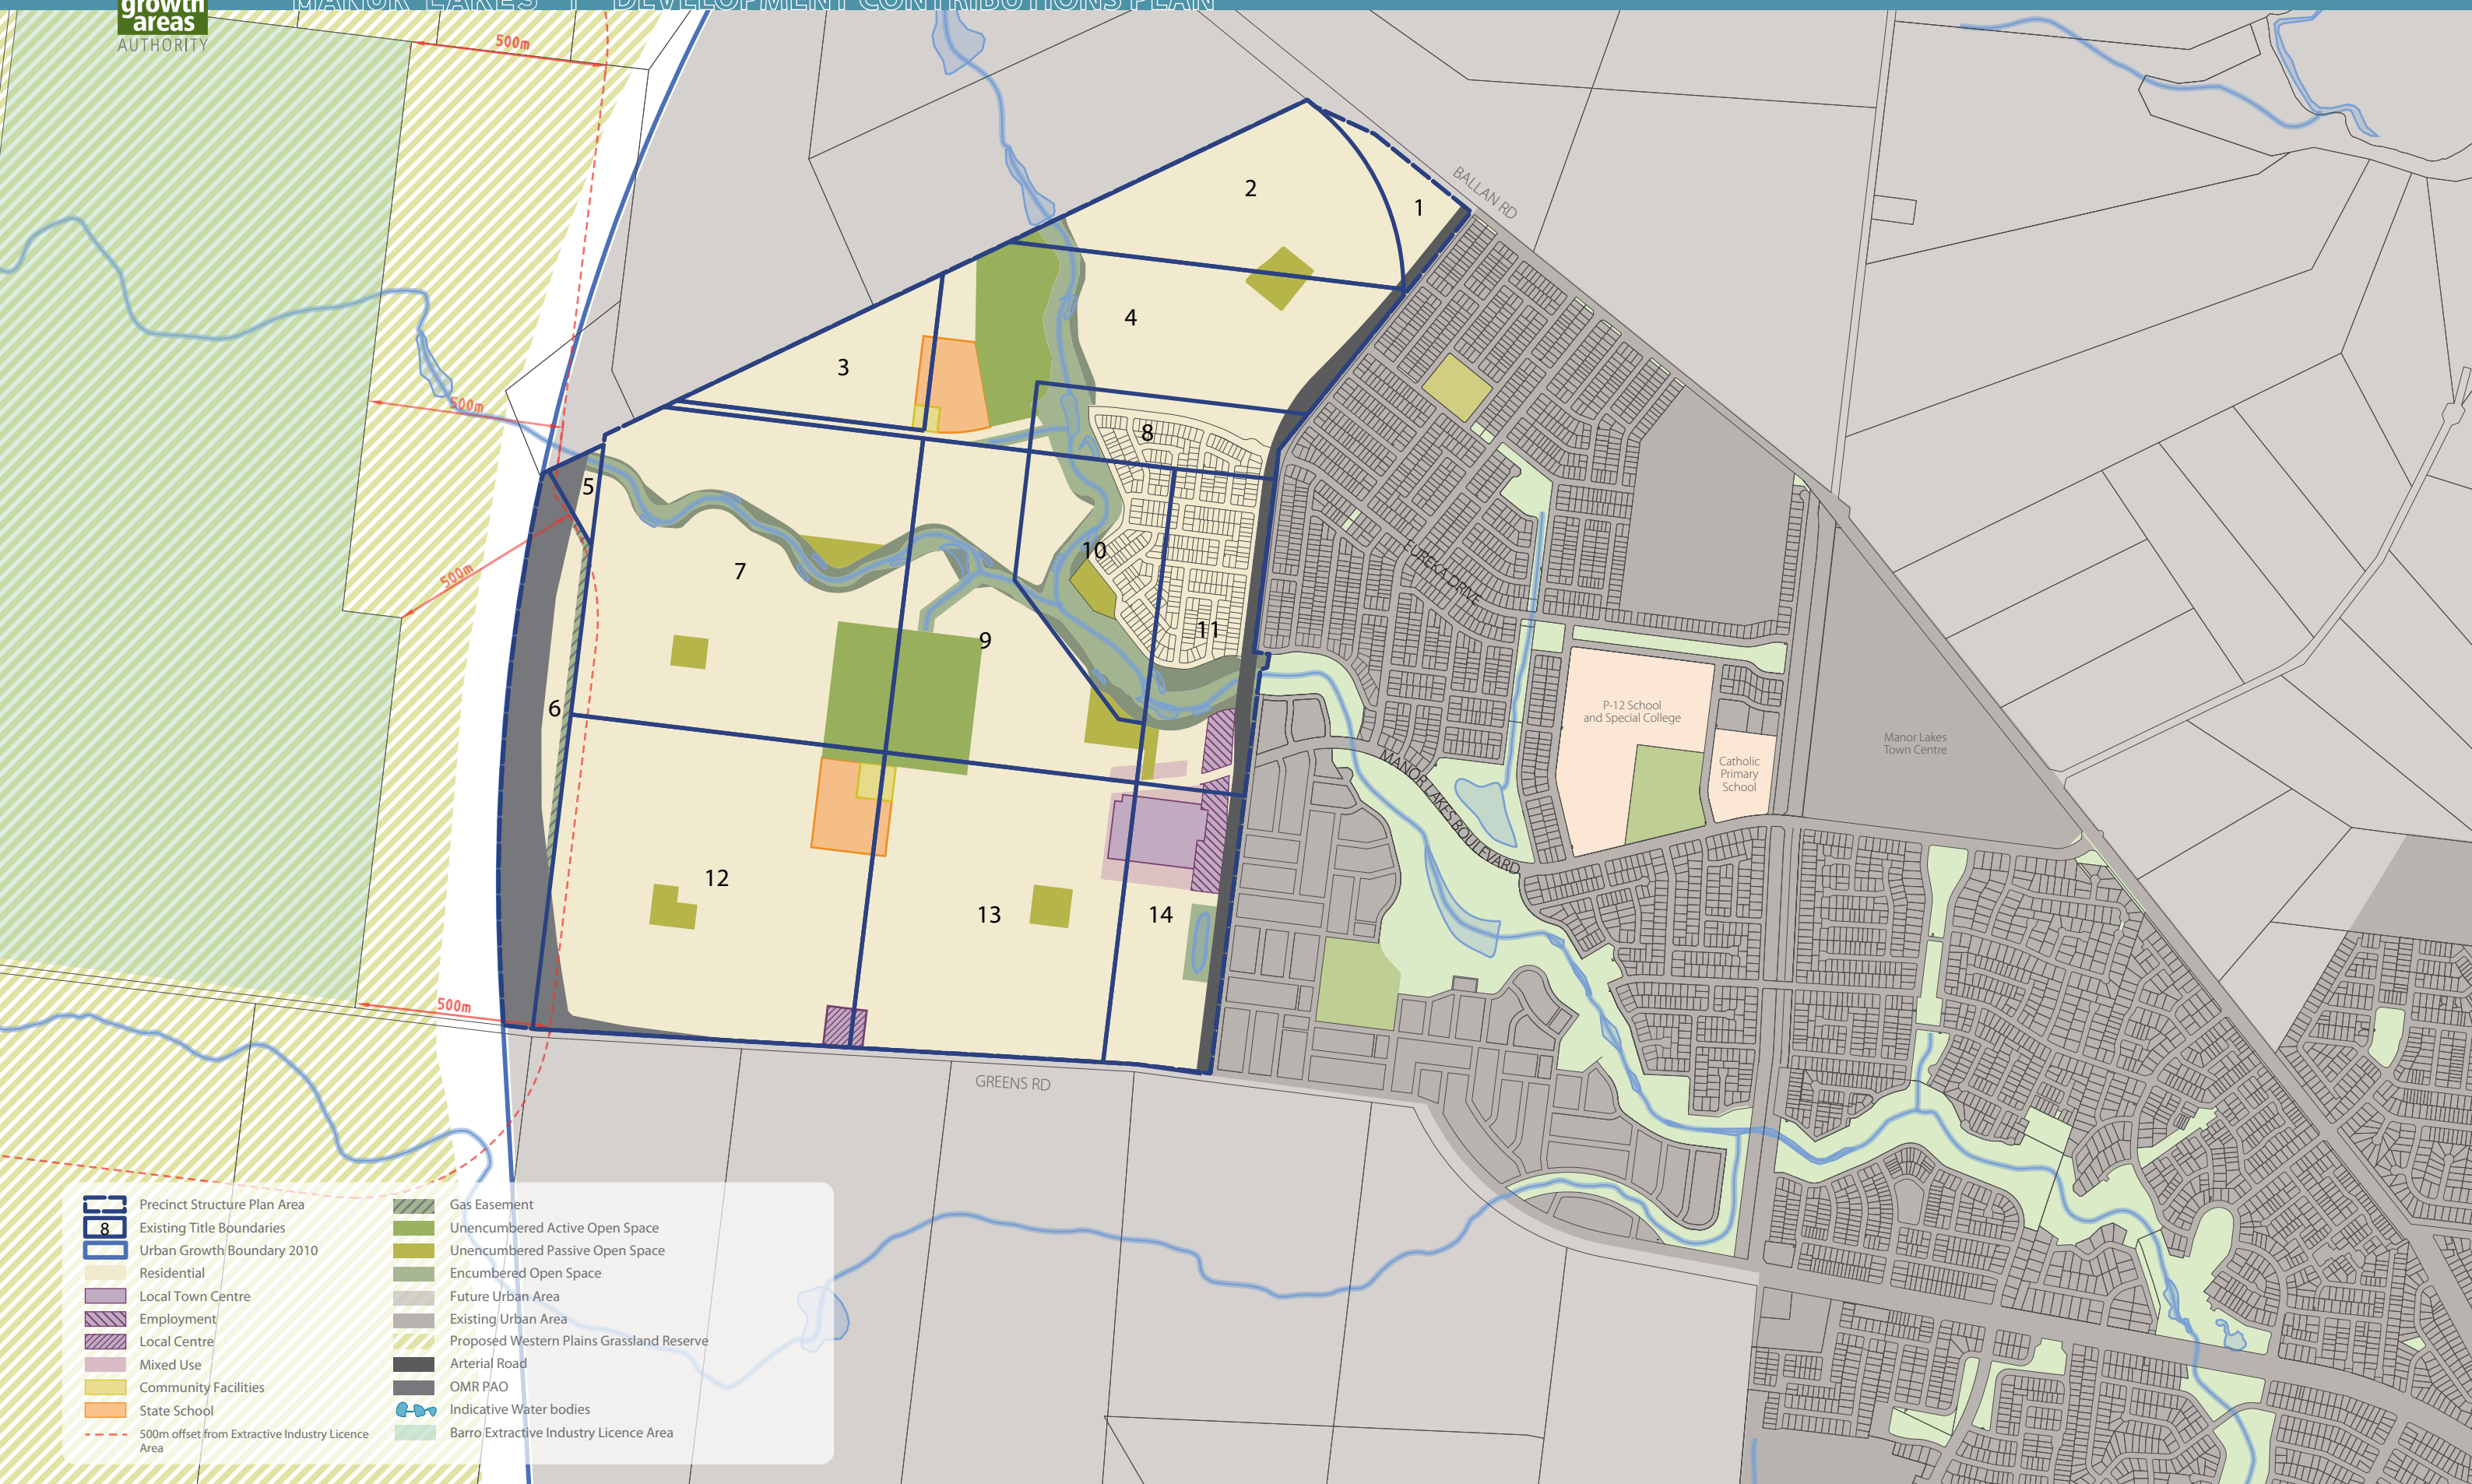 MANOR LAKES | DEVELOPMENT CONTRIBUTIONS PLAN
growth
areas
AUTHORITY
500m
500m
500m
500m
BALLAN RD
1
2
3
4
5
6
7
8
9
10
11
12
13
14
EUREKA DRIVE
MANOR LAKES BOULEVARD
P-12 School
and Special College
Catholic
Primary
School
Manor Lakes
Town Centre
GREENS RD
Precinct Structure Plan Area
8
Existing Title Boundaries
Urban Growth Boundary 2010
Residential
Local Town Centre
Employment
Local Centre
Mixed Use
Community Facilities
State School
500m offset from Extractive Industry Licence
Area
Gas Easement
Unencumbered Active Open Space
Unencumbered Passive Open Space
Encumbered Open Space
Future Urban Area
Existing Urban Area
Proposed Western Plains Grassland Reserve
Arterial Road
OMR PAO
Indicative Water bodies
Barro Extractive Industry Licence Area